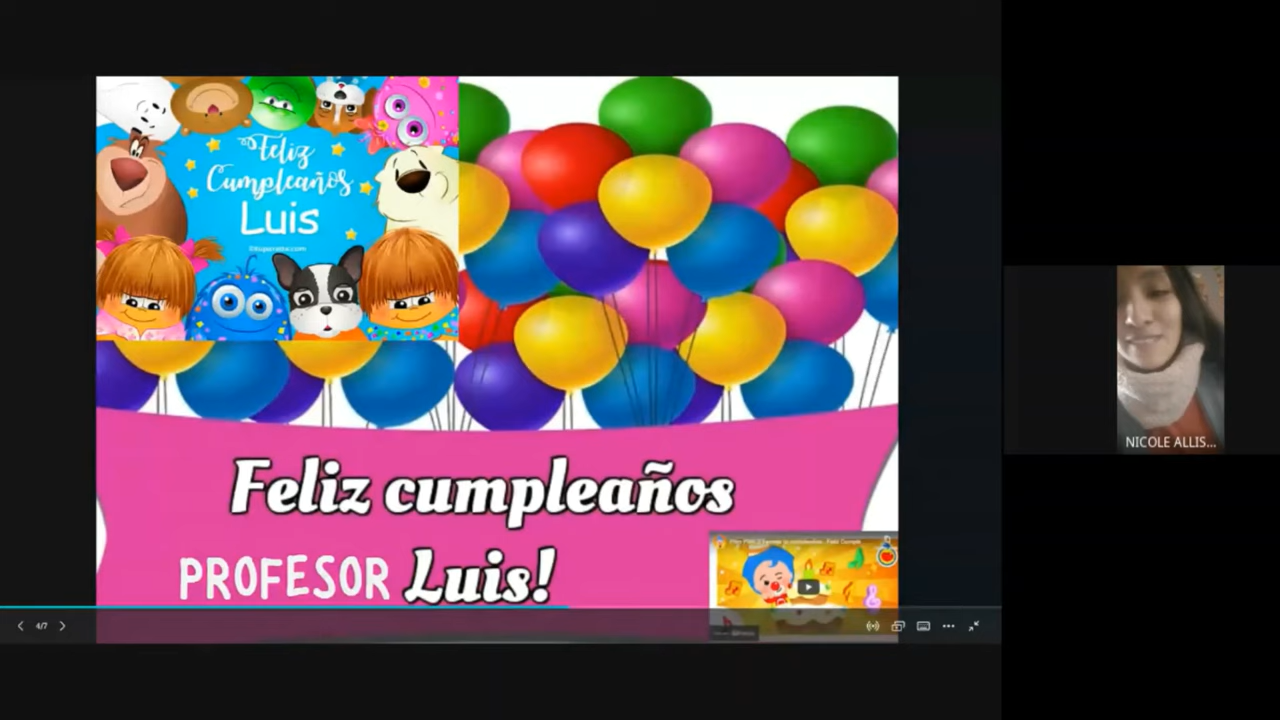 Feliz
Cumpleaños
Luis
Feliz cumpleaños
PROFESOR Luis!
4/7
NICOLE ALLIS...